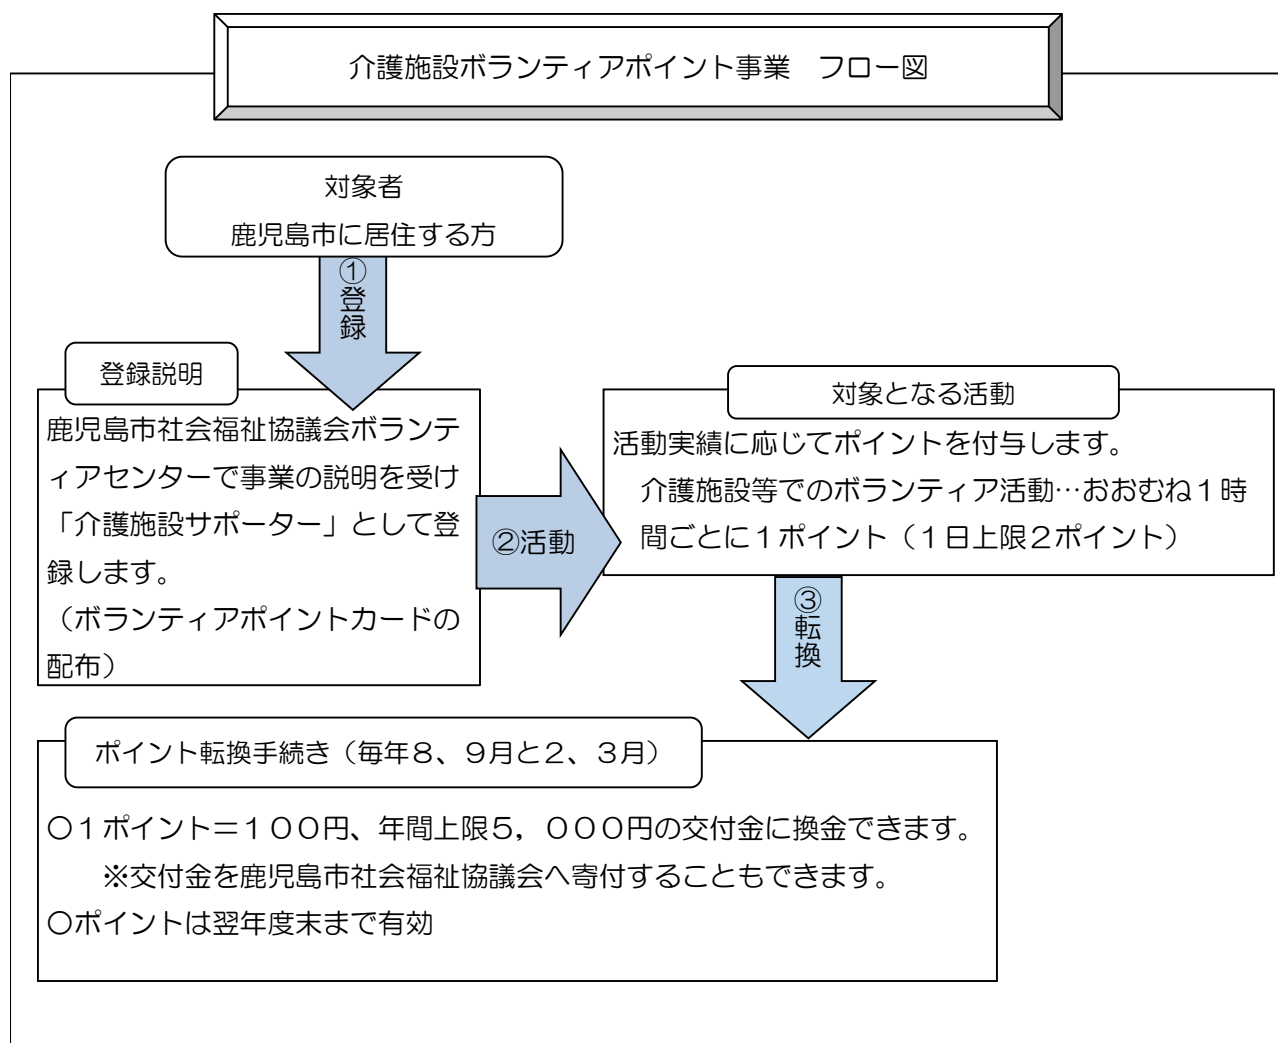 介護施設ボランティアポイント事業　フロー図
対象者
鹿児島市に居住する方
①登録
登録説明
鹿児島市社会福祉協議会ボランテ
ィアセンターで事業の説明を受け
「介護施設サポーター」として登
録します。
（ボランティアポイントカードの
配布）
②活動
対象となる活動
活動実績に応じてポイントを付与します。
介護施設等でのボランティア活動…おおむね１時
間ごとに１ポイント（１日上限２ポイント）
③転換
ポイント転換手続き（毎年８、９月と２、３月）
○１ポイント＝１００円、年間上限５，０００円の交付金に換金できます。
※交付金を鹿児島市社会福祉協議会へ寄付することもできます。
○ポイントは翌年度末まで有効